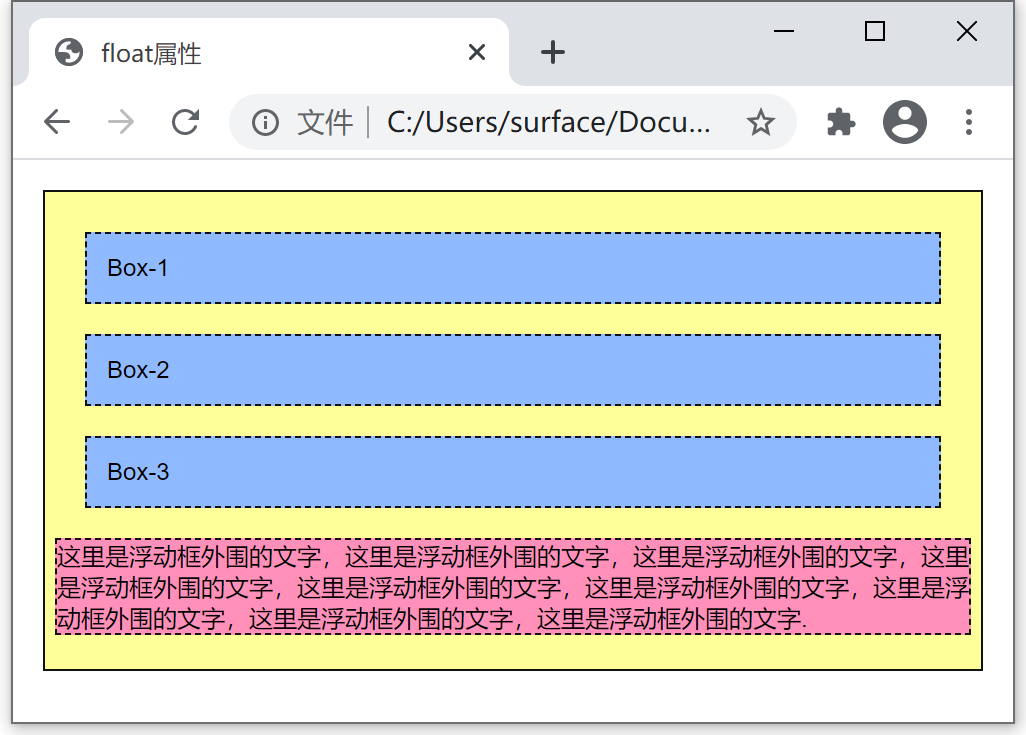 float属性
文件 C:/Users/surface/Docu...
Box-1
Box-2
Box-3
这里是浮动框外围的文字，这里是浮动框外围的文字，这里是浮动框外围的文字，这里
是浮动框外围的文字，这里是浮动框外围的文字，这里是浮动框外围的文字，这里是浮
动框外围的文字，这里是浮动框外围的文字，这里是浮动框外围的文字.